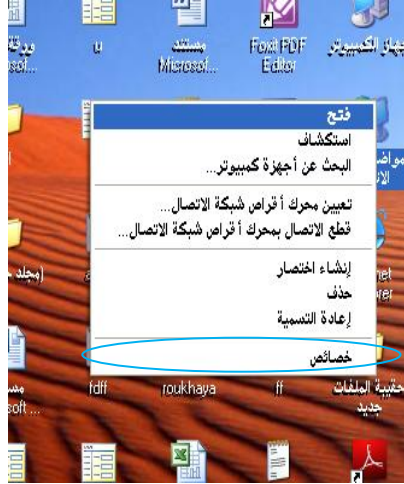 جهاز الكمبيوتر
Foxit PDF
Editor
مستند
Microsof...
u
ورقة
فتح
استكشاف
البحث عن أجهزة كمبيوتر...
تعيين محرك أقراص شبكة الاتصال...
قطع الاتصال بمحرك أقراص شبكة الاتصال...
إنشاء اختصار
حذف
إعادة التسمية
خصائص
حقيبة الملفات
جديد
ff
roukhaya
fdff